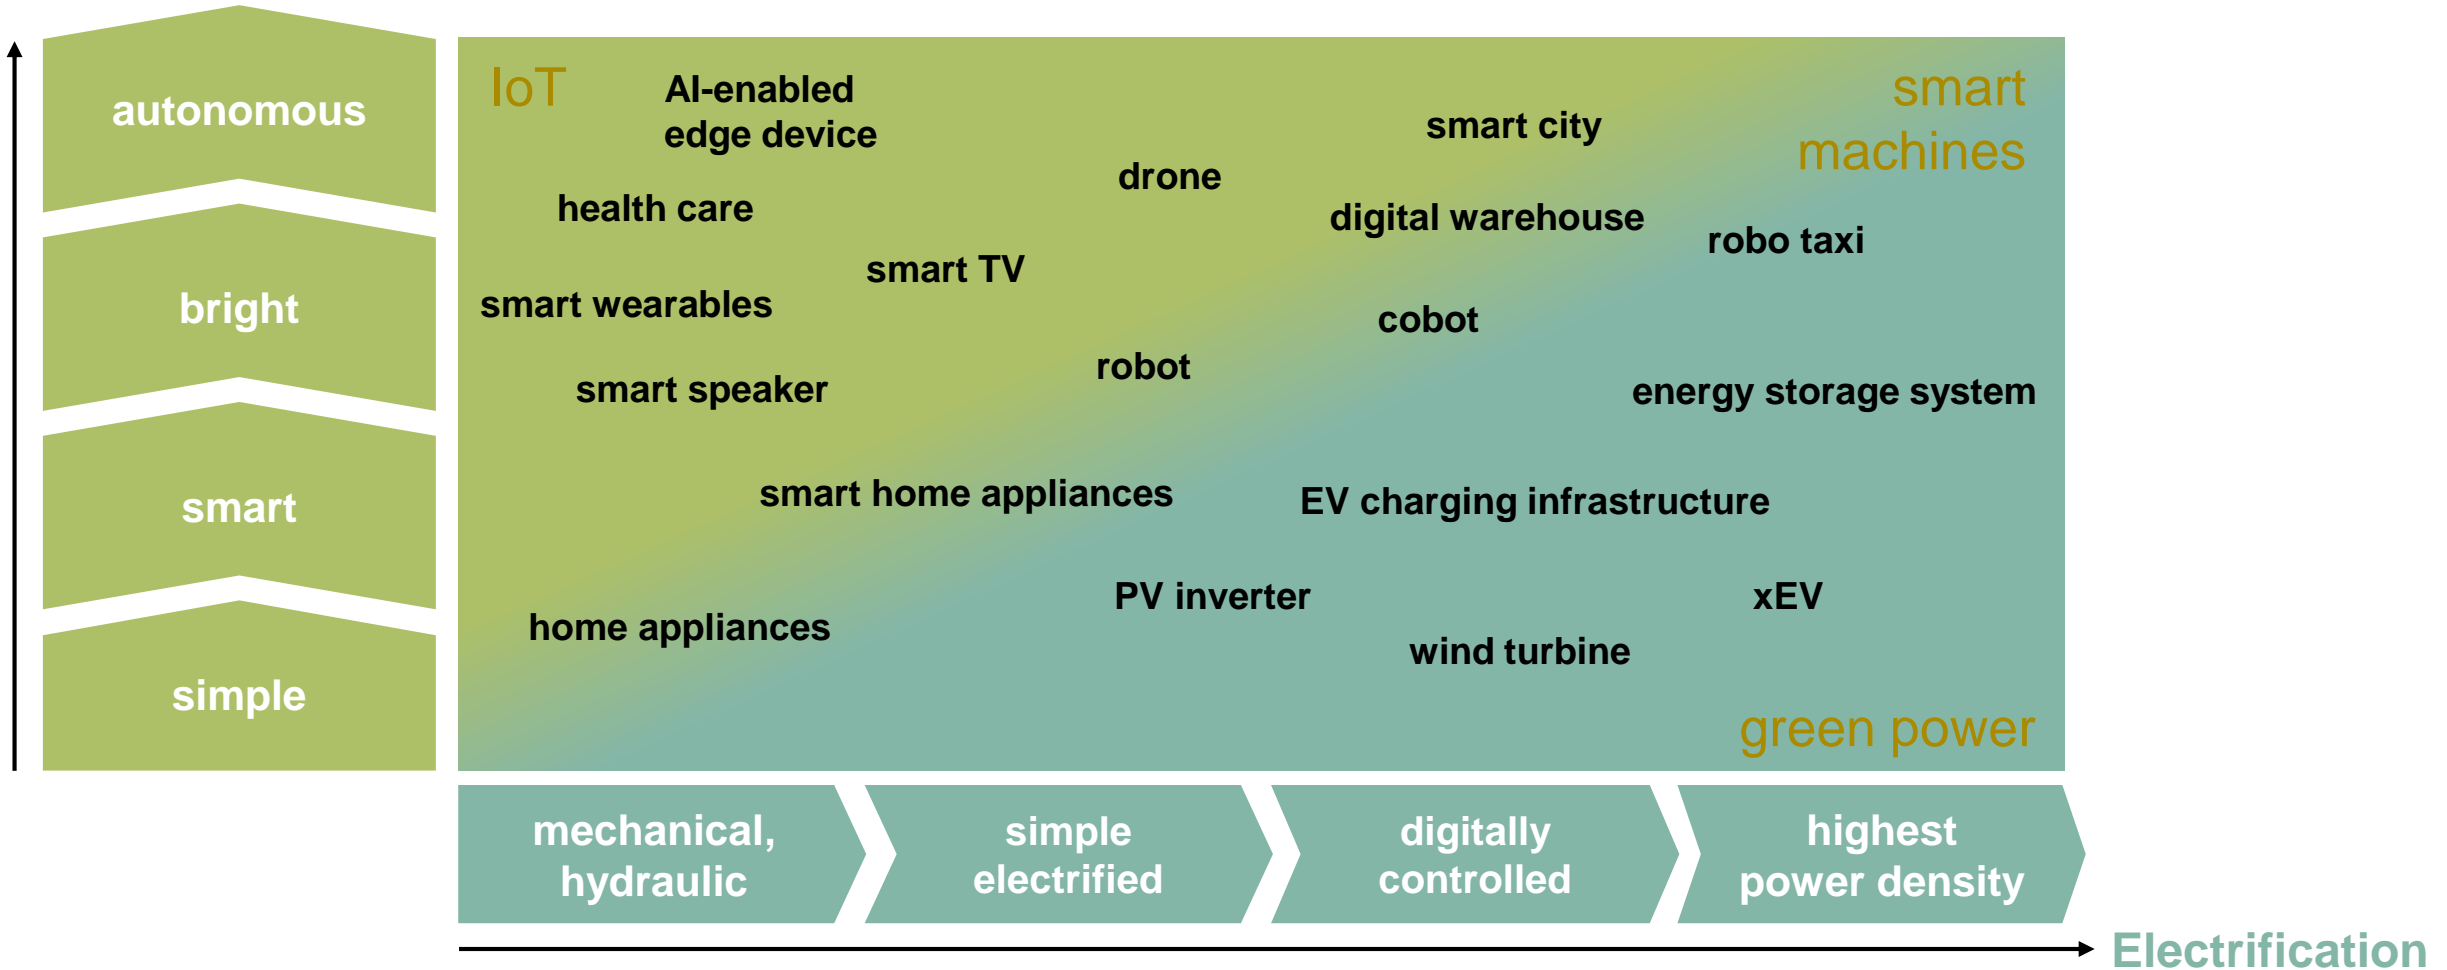 autonomous
bright
smart
simple
IoT
AI-enabled
edge device
smart city
smart
machines
drone
health care
digital warehouse
robo taxi
smart TV
smart wearables
cobot
robot
smart speaker
energy storage system
smart home appliances
EV charging infrastructure
PV inverter
xEV
home appliances
wind turbine
green power
mechanical,
hydraulic
simple
electrified
digitally
controlled
highest
power density
Electrification